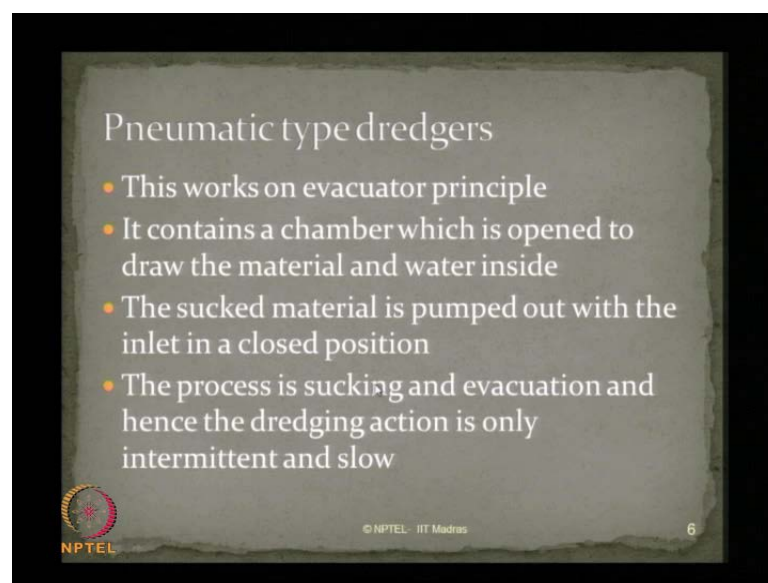 Pneumatic type dredgers
• This works on evacuator principle
• It contains a chamber which is opened to
draw the material and water inside
• The sucked material is pumped out with the
inlet in a closed position
• The process is sucking and evacuation and
hence the dredging action is only
intermittent and slow
NPTEL
© NPTEL- IIT Madras
6